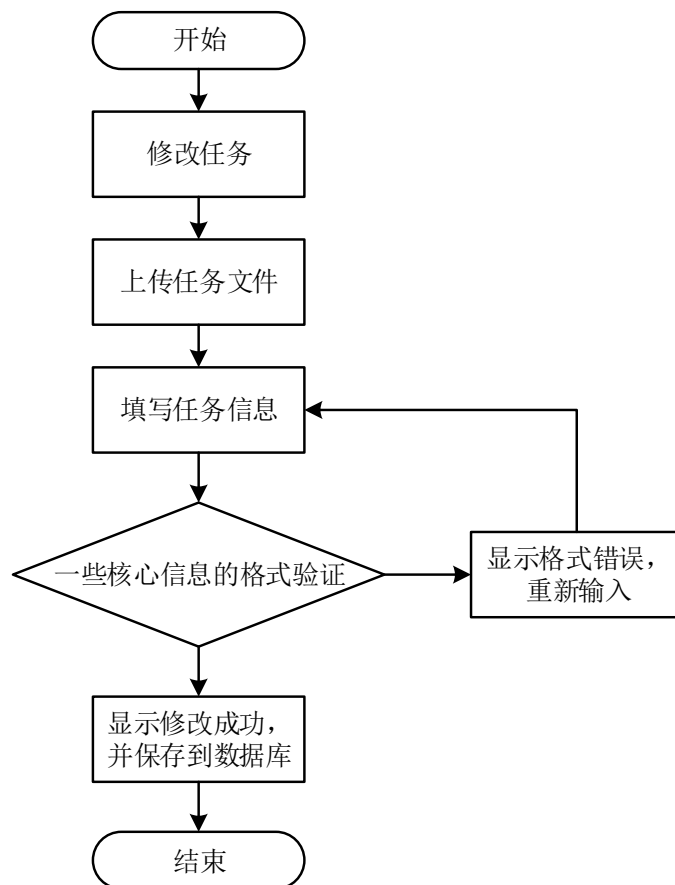 开始
修改任务
上传任务文件
填写任务信息
一些核心信息的格式验证
显示格式错误，
重新输入
显示修改成功，
并保存到数据库
结束